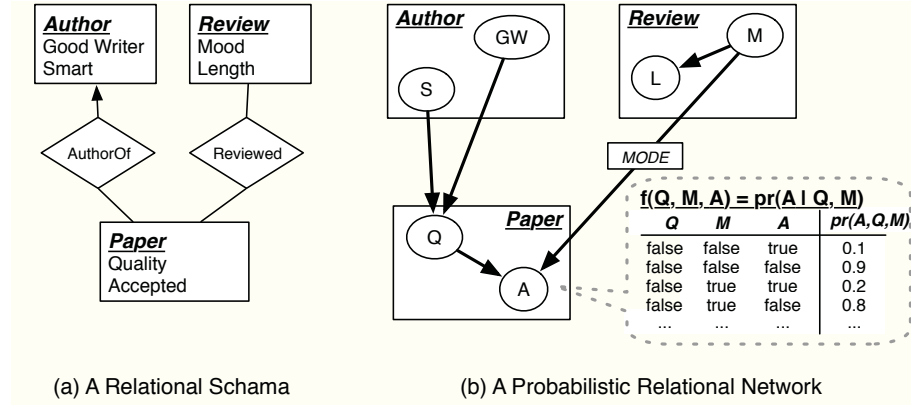 Author
Good Writer
Smart
Review
Mood
Length
AuthorOf
Reviewed
Paper
Quality
Accepted
(a) A Relational Schama
Author
GW
S
Review
M
L
MODE
Paper
Q
A
f(Q, M, A) = pr(A | Q, M)
Q M A pr(A,Q,M)
false false true 0.1
false false false 0.9
false true true 0.2
false true false 0.8
... ... ... ...
(b) A Probabilistic Relational Network